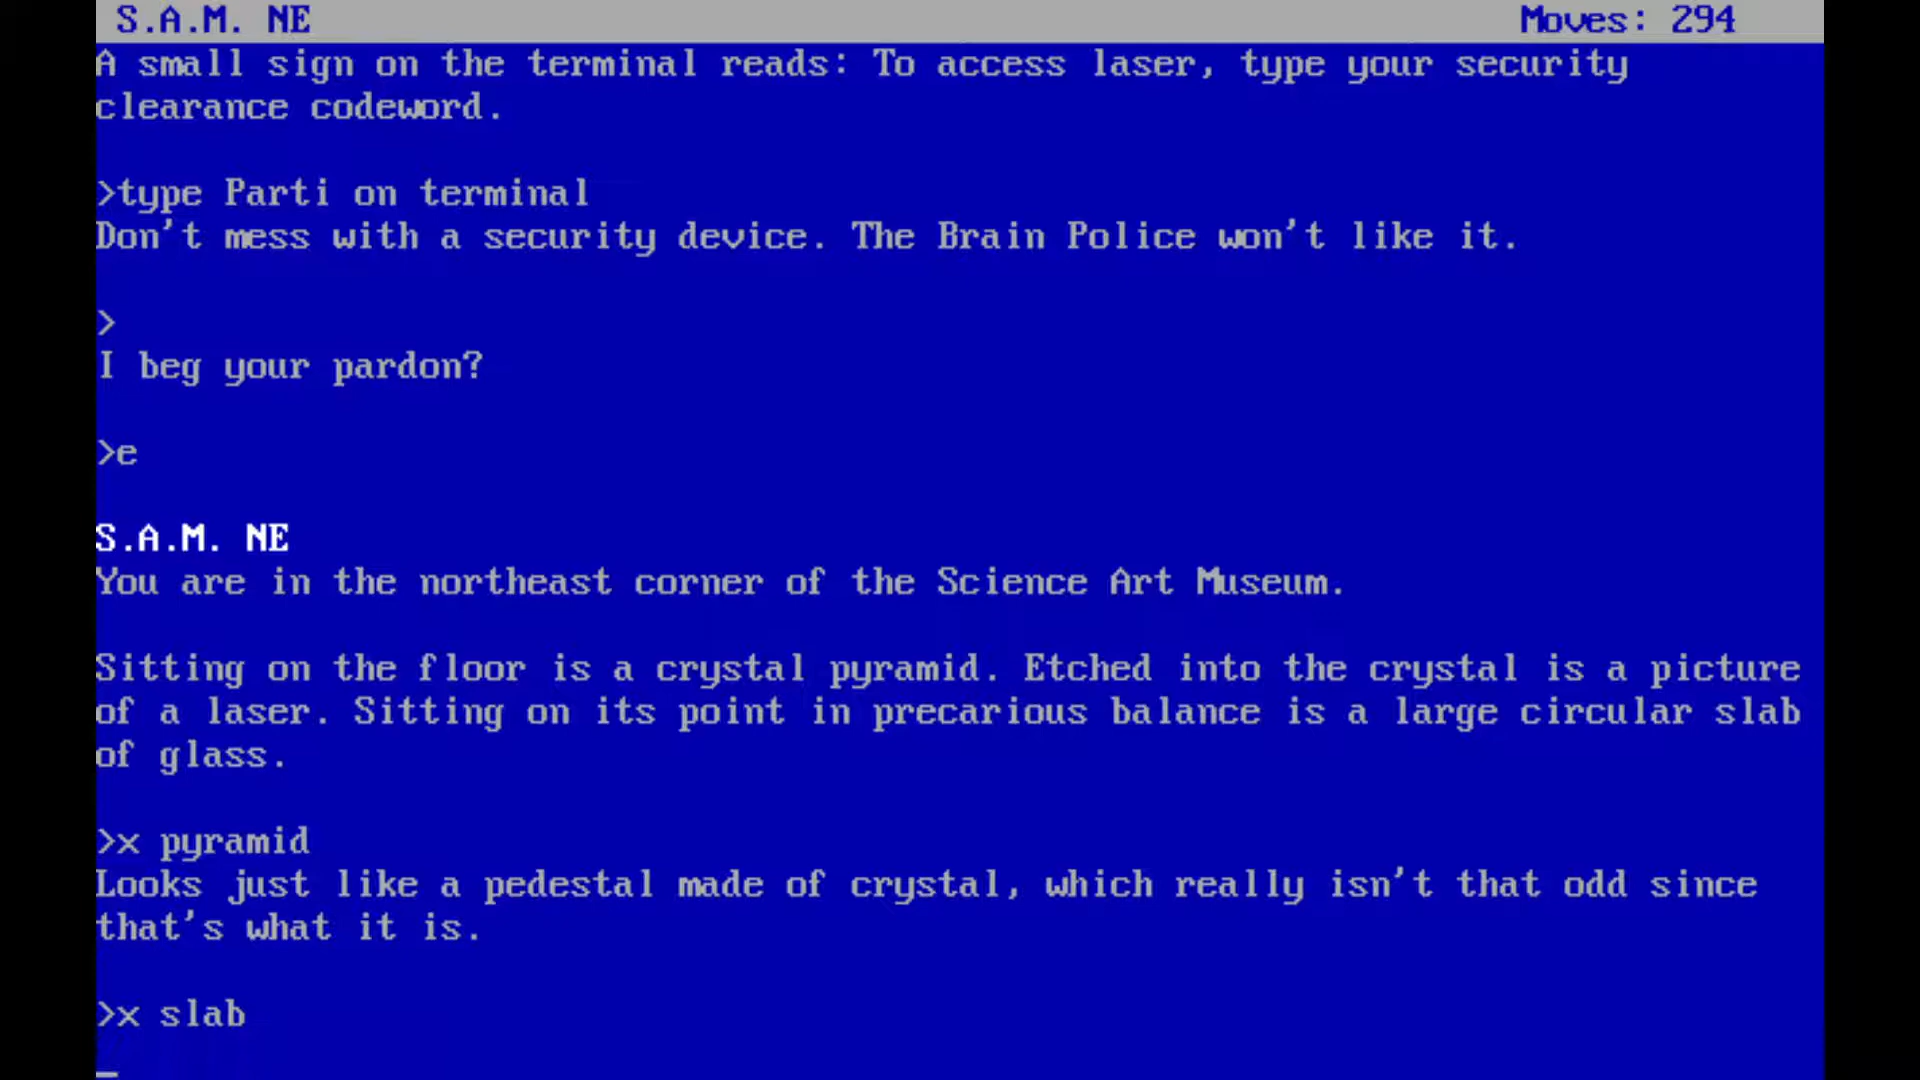 S.A.M. NE Moves: 294
A small sign on the terminal reads: To access laser, type your security
clearance codeword.
>type Parti on terminal
Don't mess with a security device. The Brain Police won't like it.
>
I beg your pardon?
>e
S.A.M. NE
You are in the northeast corner of the Science Art Museum.
Sitting on the floor is a crystal pyramid. Etched into the crystal is a picture
of a laser. Sitting on its point in precarious balance is a large circular slab
of glass.
>x pyramid
Looks just like a pedestal made of crystal, which really isn't that odd since
that's what it is.
>x slab
_